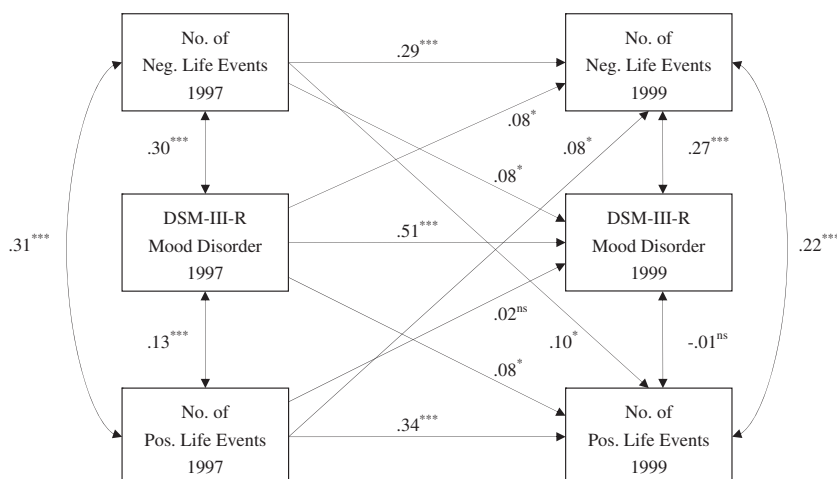 No. of
Neg. Life Events
1997
No. of
Neg. Life Events
1999
.29***
.30***
.08*
.08*
.27***
.08*
DSM-III-R
Mood Disorder
1997
DSM-III-R
Mood Disorder
1999
.31***
.51***
.22***
.13***
.02ns
.10*
-.01ns
.08*
No. of
Pos. Life Events
1997
No. of
Pos. Life Events
1999
.34***